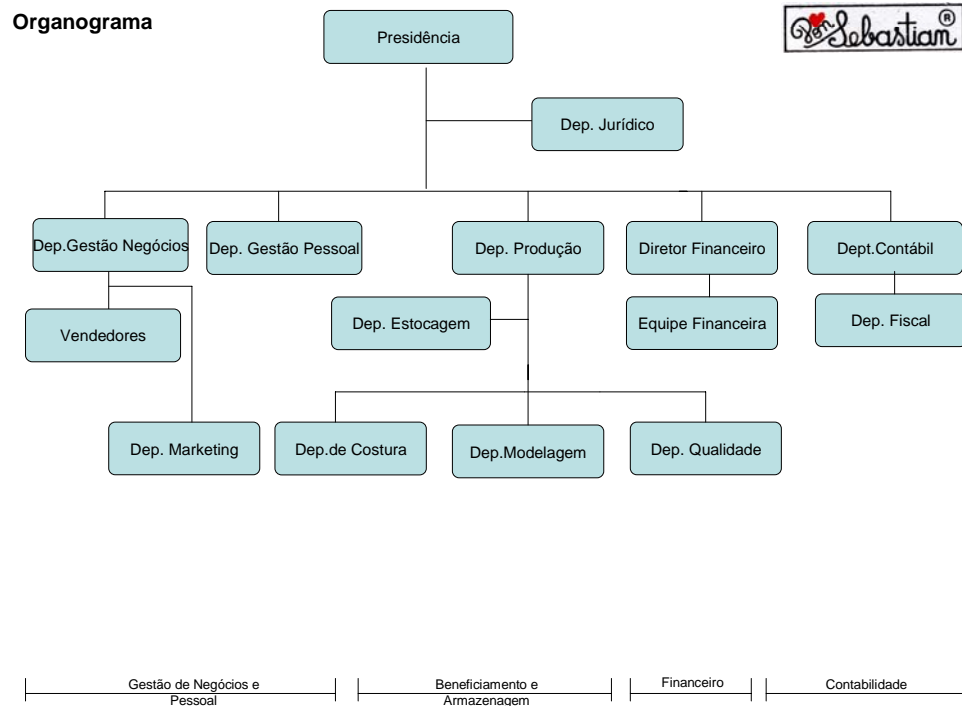 Organograma
Presidência
Don Sebastian ®
Dep. Jurídico
Dep.Gestão Negócios
Dep. Gestão Pessoal
Dep. Produção
Diretor Financeiro
Dept.Contábil
Vendedores
Dep. Estocagem
Equipe Financeira
Dep. Fiscal
Dep. Marketing
Dep.de Costura
Dep.Modelagem
Dep. Qualidade
Gestão de Negócios e
Pessoal
Beneficiamento e
Armazenagem
Financeiro
Contabilidade